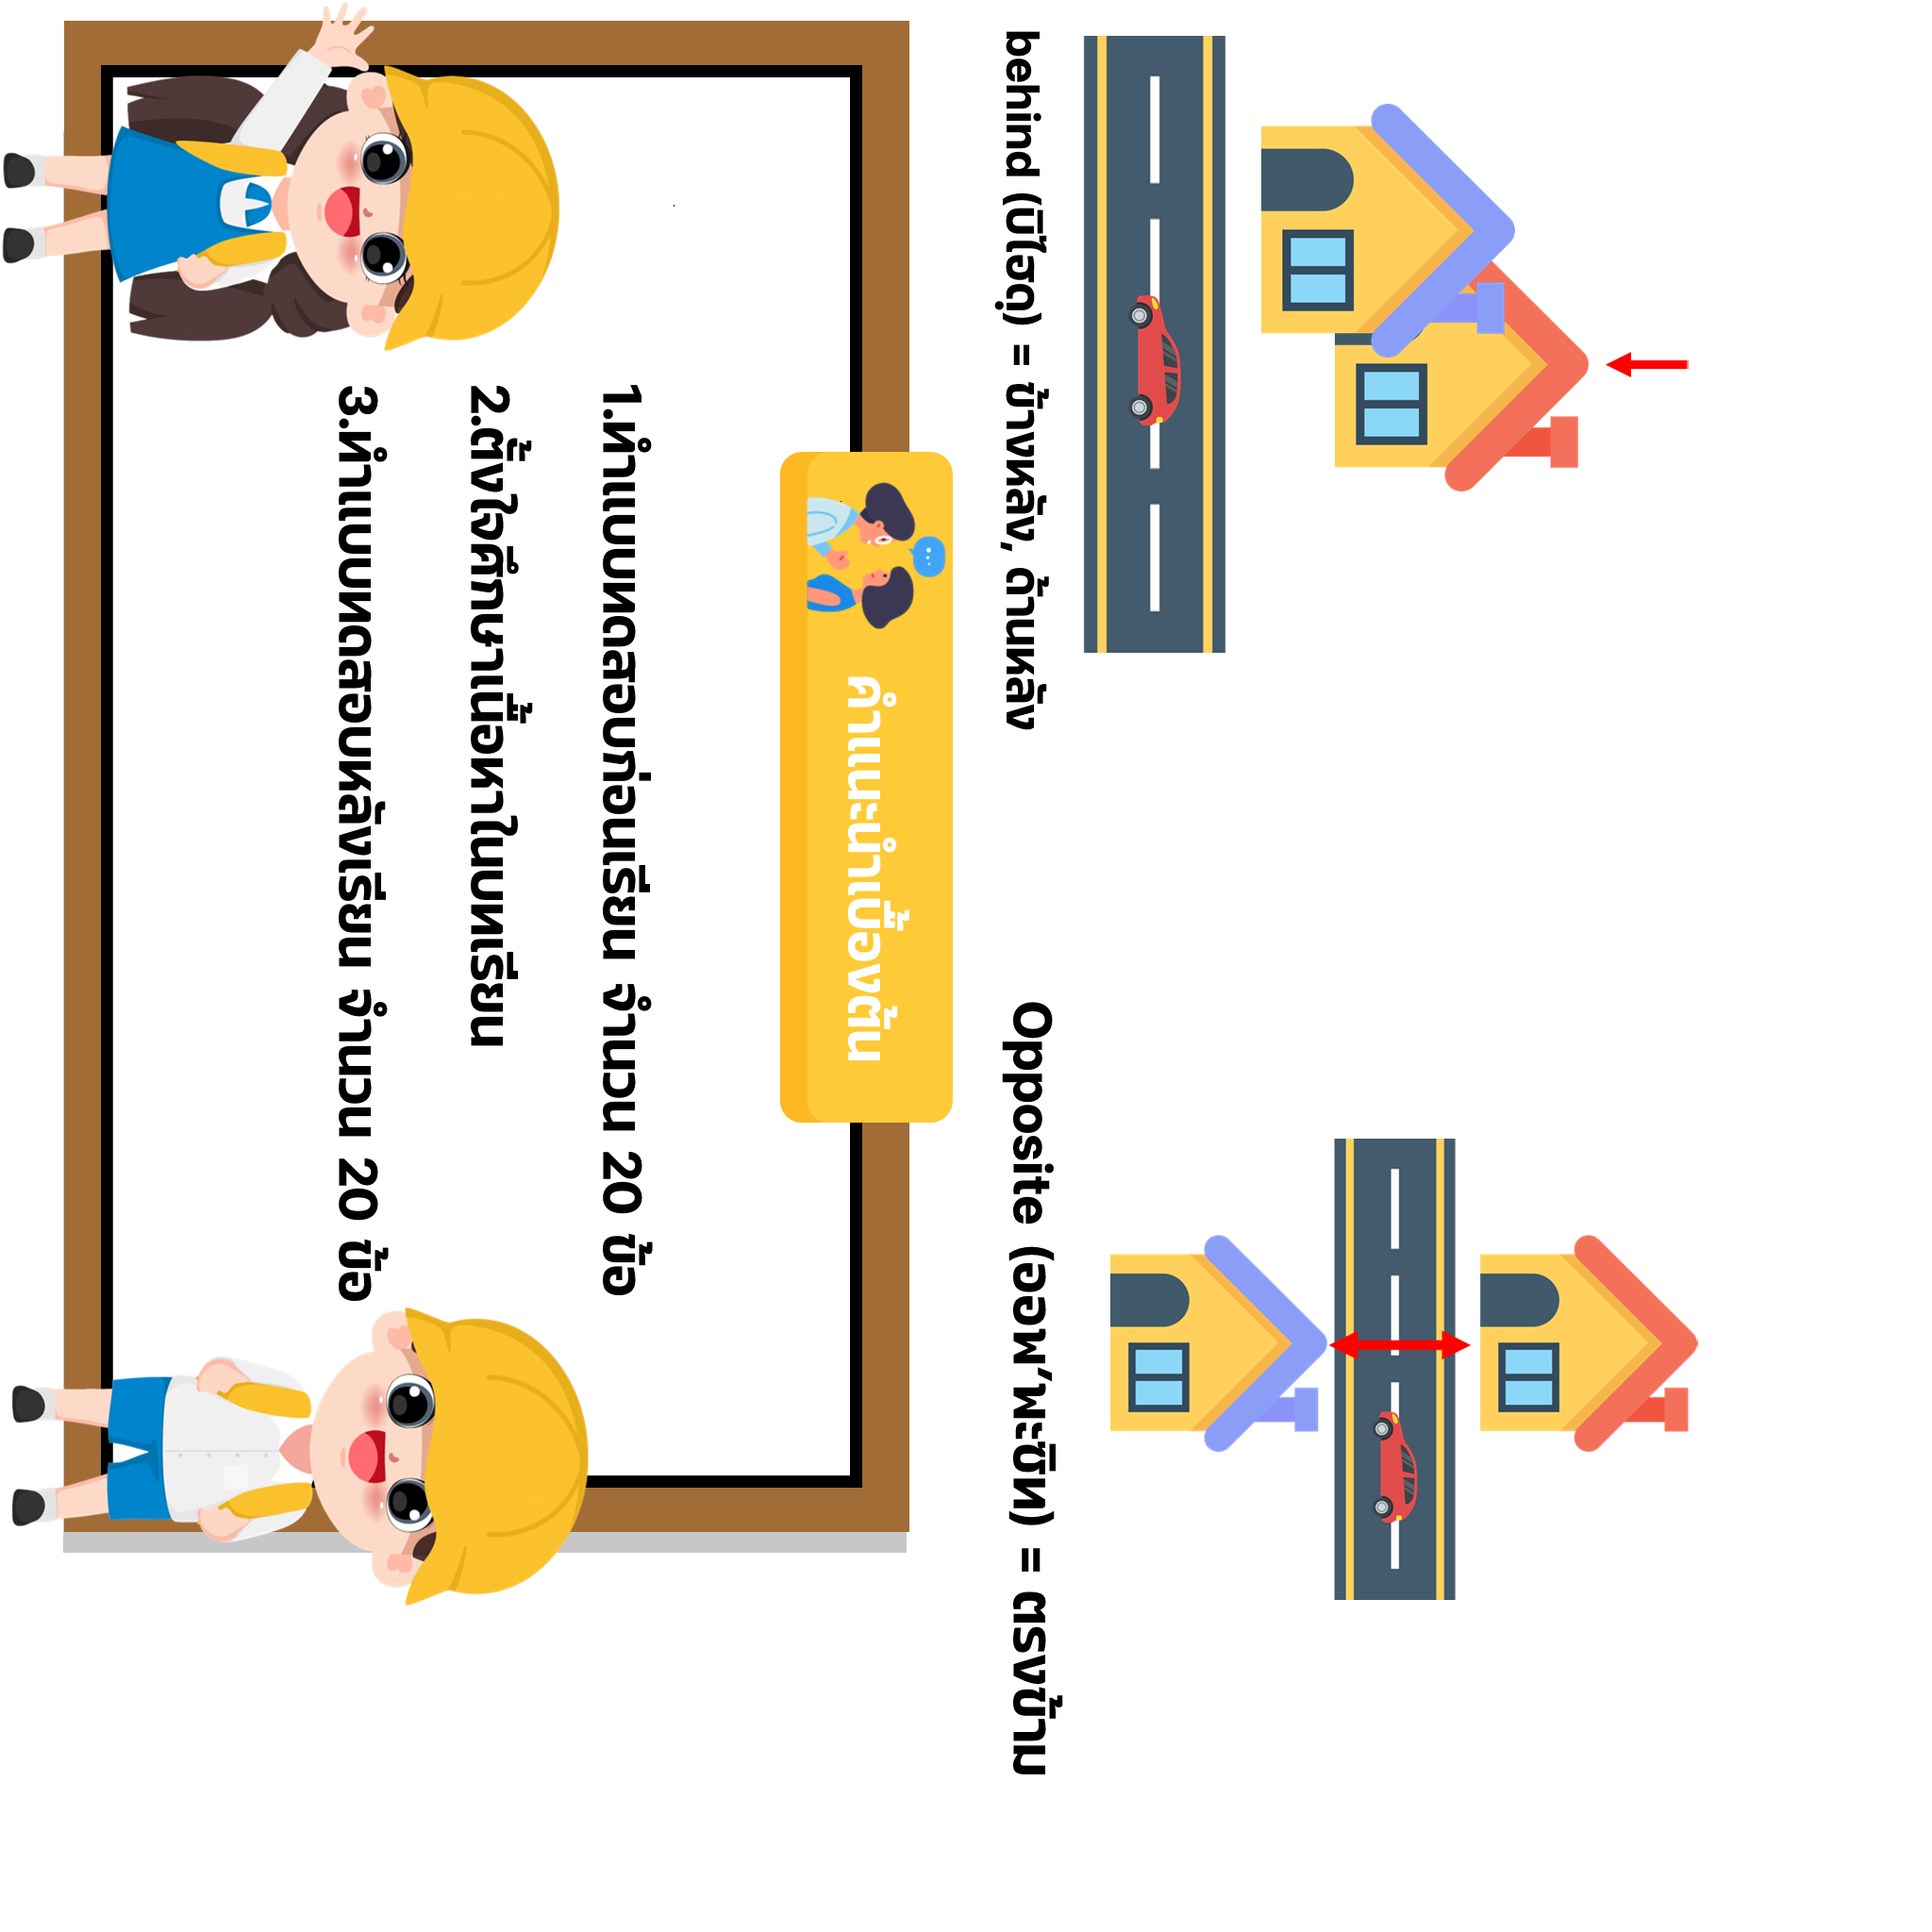 behind (บีไฮดฺ) = ข้างหลัง, ด้านหลัง
Opposite (ออพ'พะซิท) = ตรงข้าม
คำแนะนำเบื้องต้น
1.ทำแบบทดสอบก่อนเรียน จำนวน 20 ข้อ
2.ตั้งใจศึกษาเนื้อหาในบทเรียน
3.ทำแบบทดสอบหลังเรียน จำนวน 20 ข้อ